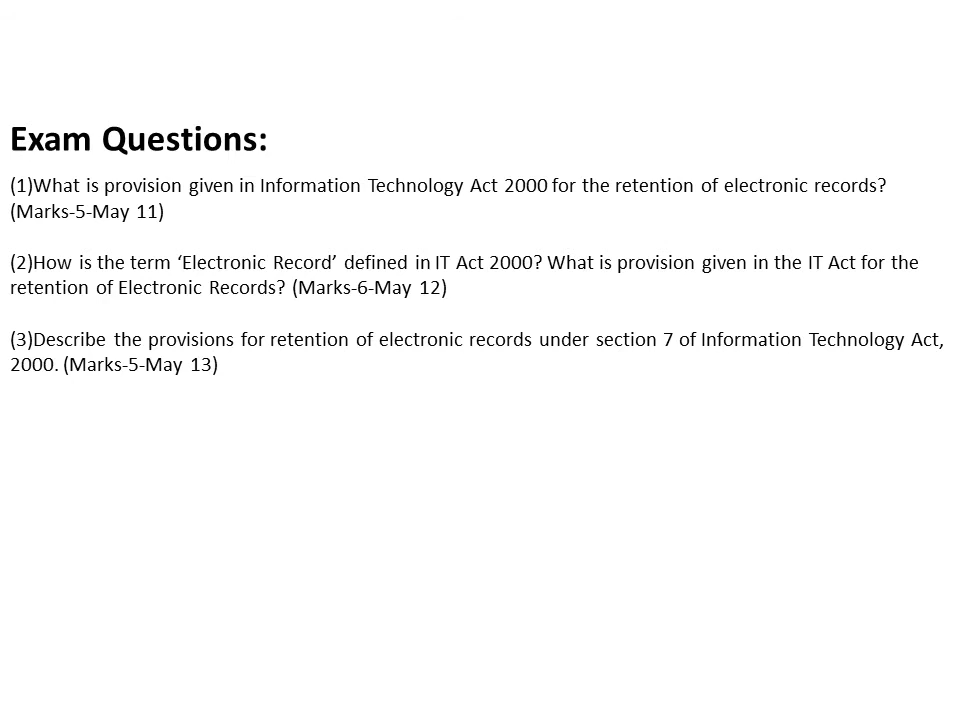 Exam Questions:
(1)What is provision given in Information Technology Act 2000 for the retention of electronic records?
(Marks-5-May 11)
(2)How is the term ‘Electronic Record’ defined in IT Act 2000? What is provision given in the IT Act for the
retention of Electronic Records? (Marks-6-May 12)
(3)Describe the provisions for retention of electronic records under section 7 of Information Technology Act,
2000. (Marks-5-May 13)